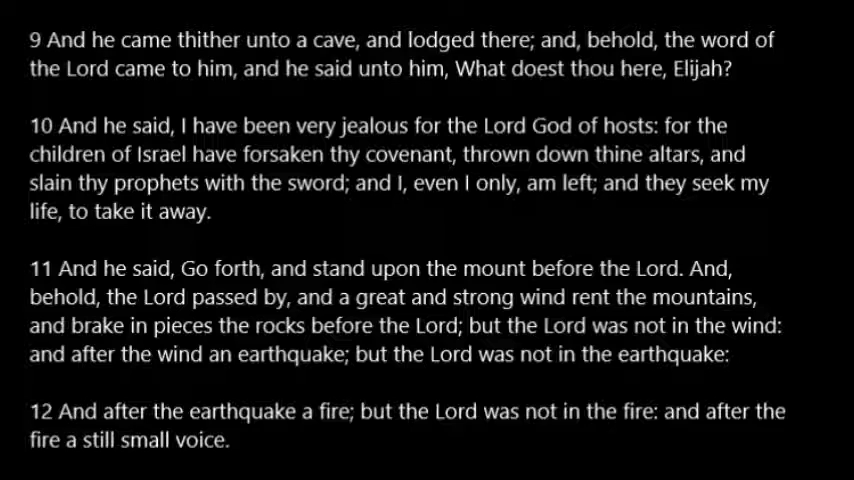 9 And he came thither unto a cave, and lodged there; and, behold, the word of
the Lord came to him, and he said unto him, What doest thou here, Elijah?
10 And he said, I have been very jealous for the Lord God of hosts: for the
children of Israel have forsaken thy covenant, thrown down thine altars, and
slain thy prophets with the sword; and I, even I only, am left; and they seek my
life, to take it away.
11 And he said, Go forth, and stand upon the mount before the Lord. And,
behold, the Lord passed by, and a great and strong wind rent the mountains,
and brake in pieces the rocks before the Lord; but the Lord was not in the wind:
and after the wind an earthquake; but the Lord was not in the earthquake:
12 And after the earthquake a fire; but the Lord was not in the fire: and after the
fire a still small voice.